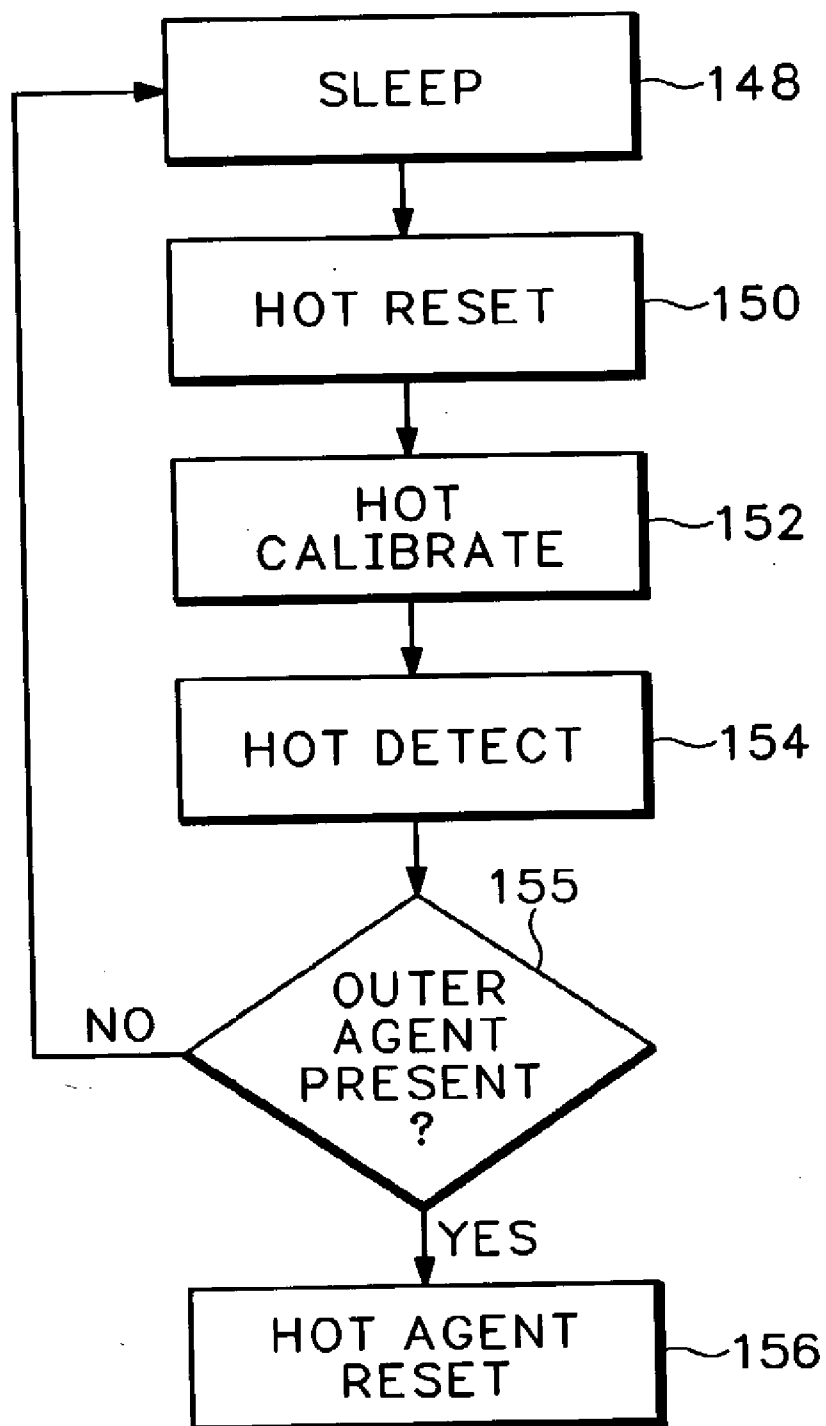 SLEEP
148
HOT RESET
150
HOT
CALIBRATE
152
HOT DETECT
154
155
OUTER
AGENT
PRESENT
?
NO
YES
HOT AGENT
RESET
156